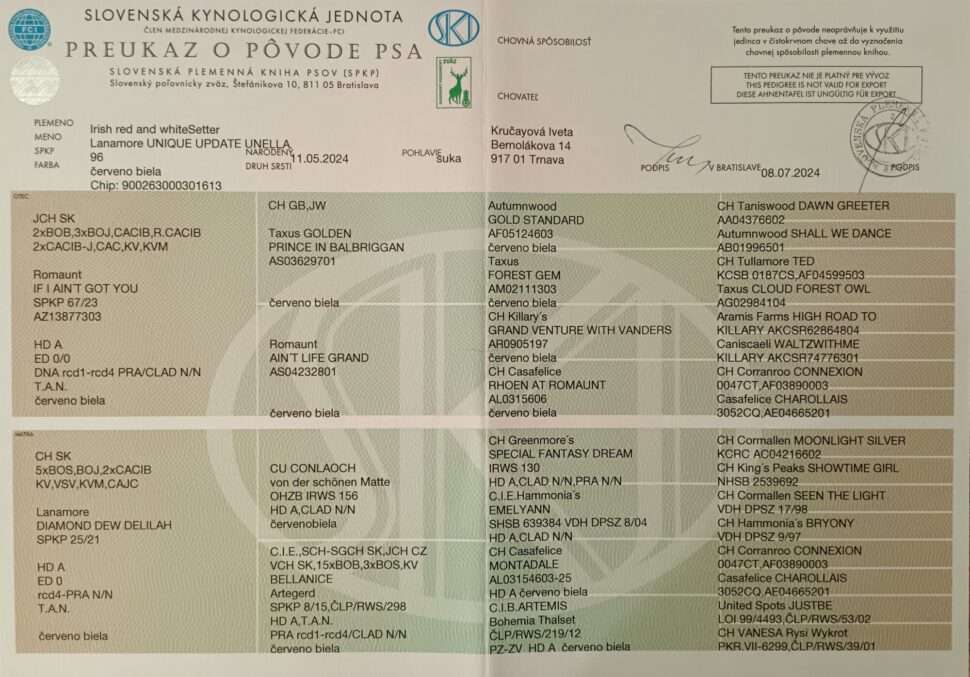 SLOVENSKÁ KYNOLOGICKÁ JEDNOTA
ČLEN MEDZINÁRODNEJ KYNOLOGICKEJ FEDERÁCIE-FCI
PREUKAZ O PÔVODE PSA
SLOVENSKÁ PLEMENNÁ KNIHA PSOV (SPKP)
Slovenský poľovnícky zväz, Štefánikova 10, 811 05 Bratislava
FCI
SKJ
CHOVNÁ SPÔSOBILOSŤ
CHOVATEĽ
Tento preukaz o pôvode neoprávňuje k využitiu
jedinca v čistokrvnom chove až do vyznačenia
chovnej spôsobilosti plemennou knihou.
TENTO PREUKAZ NIE JE PLATNÝ PRE VÝVOZ
THIS PEDIGREE IS NOT VALID FOR EXPORT
DIESE AHNENTAFEL IST UNGÜLTIG FÜR EXPORT
PLEMENO Irish red and whiteSetter
MENO Lanamore UNIQUE UPDATE UNELLA
SPKP 96
NARODENÝ 11.05.2024
POHLAVIE suka
FARBA červeno biela
DRUH SRSTI
Chip: 900263000301613
Kručayová Iveta
Bernolákova 14
917 01 Trnava
PODPIS
V BRATISLAVE 08.07.2024
PODPIS
OTEC
JCH SK
2xBOB,3xBOJ,CACIB,R.CACIB
2xCACIB-J,CAC,KV,KVM
Romaunt
IF I AIN'T GOT YOU
SPKP 67/23
AZ13877303
HD A
ED 0/0
DNA rcd1-rcd4 PRA/CLAD N/N
T.A.N.
červeno biela
CH GB,JW
Taxus GOLDEN
PRINCE IN BALBRIGGAN
AS03629701
červeno biela
Romaunt
AIN'T LIFE GRAND
AS04232801
červeno biela
Autumnwood
GOLD STANDARD
AF05124603
červeno biela
Taxus
FOREST GEM
AM02111303
červeno biela
CH Killary's
GRAND VENTURE WITH VANDERS
AR0905197
červeno biela
CH Casafelice
RHOEN AT ROMAUNT
AL0315606
červeno biela
CH Taniswood DAWN GREETER
AA04376602
Autumnwood SHALL WE DANCE
AB01996501
CH Tullamore TED
KCSB 0187CS,AF04599503
Taxus CLOUD FOREST OWL
AG02984104
Aramis Farms HIGH ROAD TO
KILLARY AKCSR62864804
Caniscaeli WALTZWITHME
KILLARY AKCSR74776301
CH Corranroo CONNEXION
0047CT,AF03890003
Casafelice CHAROLLAIS
3052CQ,AE04665201
MATKA
CH SK
5xBOS,BOJ,2xCACIB
KV,VSV,KVM,CAJC
Lanamore
DIAMOND DEW DELILAH
SPKP 25/21
HD A
ED 0
rcd4-PRA N/N
T.A.N.
červeno biela
CU CONLAOCH
von der schönen Matte
OHZB IRWS 156
HD A,CLAD N/N
červenobiela
C.I.E.,SCH-SGCH SK,JCH CZ
VCH SK,15xBOB,3xBOS,KV
BELLANICE
Artegerd
SPKP 8/15,ČLP/RWS/298
HD A,T.A.N.
PRA rcd1-rcd4/CLAD N/N
červeno biela
CH Greenmore's
SPECIAL FANTASY DREAM
IRWS 130
HD A,CLAD N/N,PRA N/N
C.I.E.Hammonia's
EMELYANN
SHSB 639384 VDH DPSZ 8/04
HD A,CLAD N/N
CH Casafelice
MONTADALE
AL03154603-25
HD A červeno biela
C.I.B.ARTEMIS
Bohemia Thalset
ČLP/RWS/219/12
PZ-ZV HD A červeno biela
CH Cormallen MOONLIGHT SILVER
KCRC AC04216602
CH King's Peaks SHOWTIME GIRL
NHSB 2539692
CH Cormallen SEEN THE LIGHT
VDH DPSZ 17/98
CH Hammonia's BRYONY
VDH DPSZ 9/97
CH Corranroo CONNEXION
0047CT,AF03890003
Casafelice CHAROLLAIS
3052CQ,AE04665201
United Spots JUSTBE
LOI 99/4493,ČLP/RWS/53/02
CH VANESA Rysi Wykrot
PKR.VII-6299,ČLP/RWS/39/01